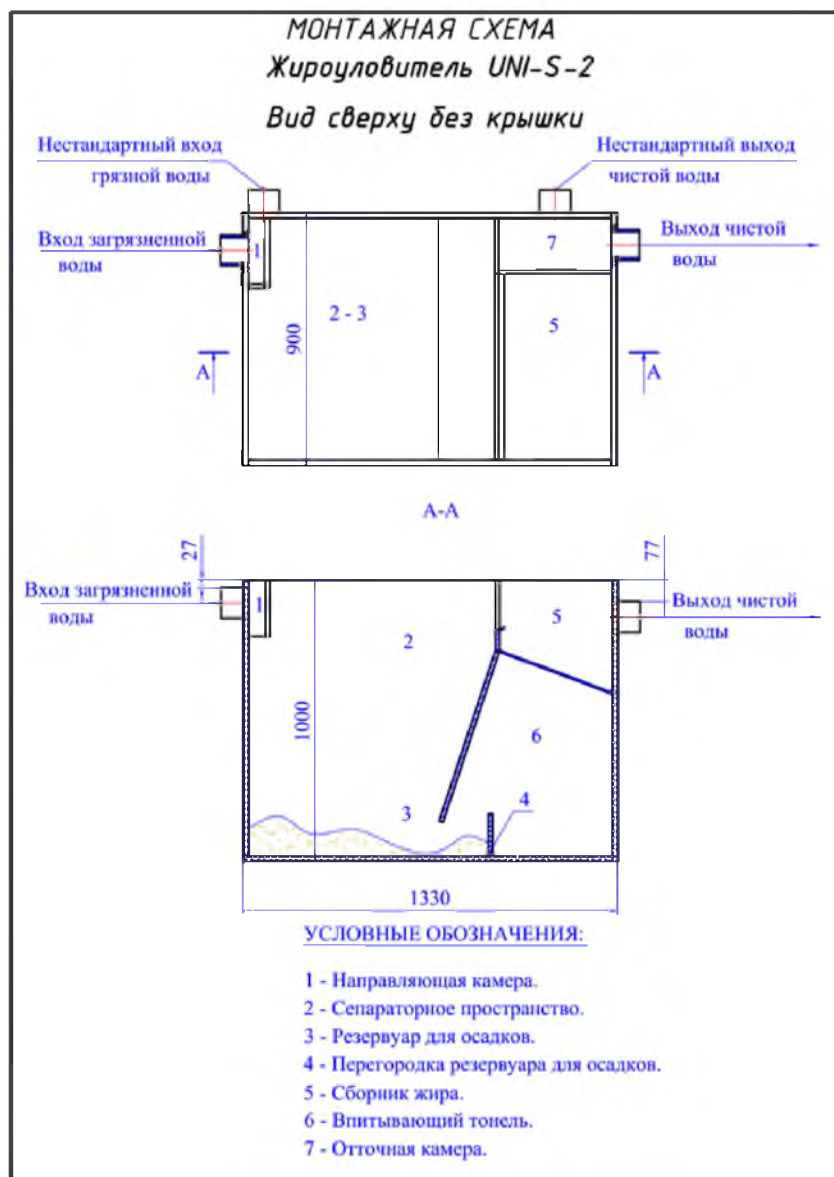 МОНТАЖНАЯ СХЕМА
Жироуловитель UNI-S-2
Вид сверху без крышки
Нестандартный вход
грязной воды
Нестандартный выход
чистой воды
Вход загрязненной
воды
1
7
Выход чистой
воды
2 - 3
5
900
А
А
А-А
27
77
Вход загрязненной
воды
1
2
5
Выход чистой
воды
1000
6
3
4
1330
УСЛОВНЫЕ ОБОЗНАЧЕНИЯ:
1 - Направляющая камера.
2 - Сепараторное пространство.
3 - Резервуар для осадков.
4 - Перегородка резервуара для осадков.
5 - Сборник жира.
6 - Впитывающий тонель.
7 - Отточная камера.